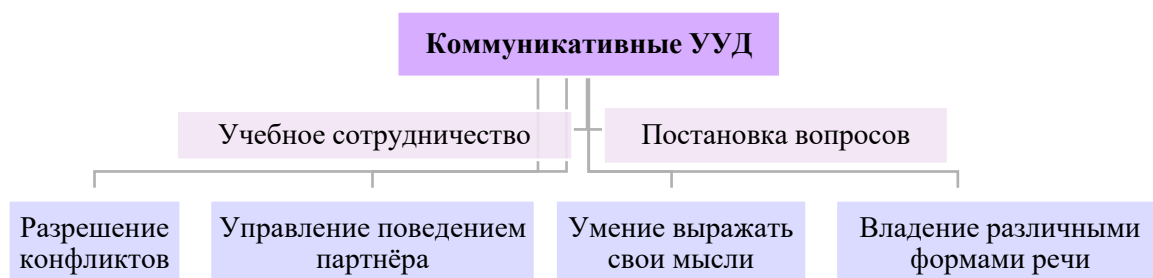 Коммуникативные УУД
Учебное сотрудничество
Постановка вопросов
Разрешение
конфликтов
Управление поведением
партнёра
Умение выражать
свои мысли
Владение различными
формами речи